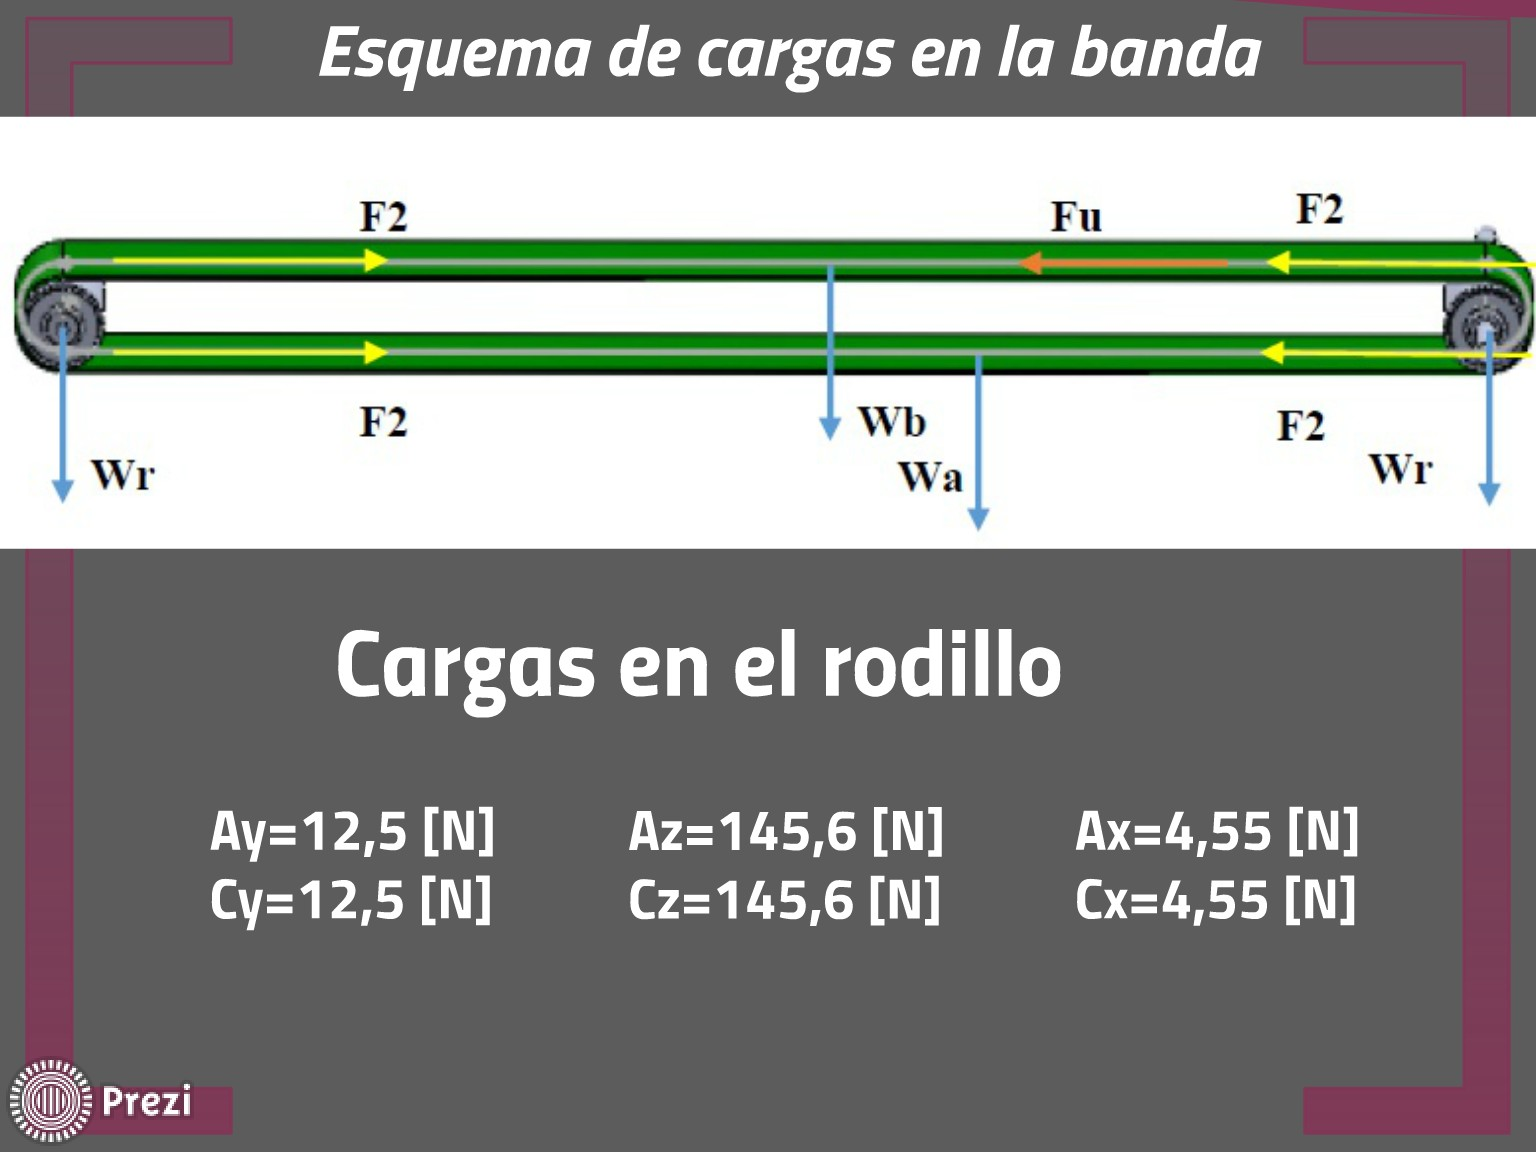 Esquema de cargas en la banda
F2
Fu
F2
F2
Wb
F2
Wr
Wa
Wr
Cargas en el rodillo
Ay=12,5 [N] Az=145,6 [N] Ax=4,55 [N]
Cy=12,5 [N] Cz=145,6 [N] Cx=4,55 [N]
Prezi